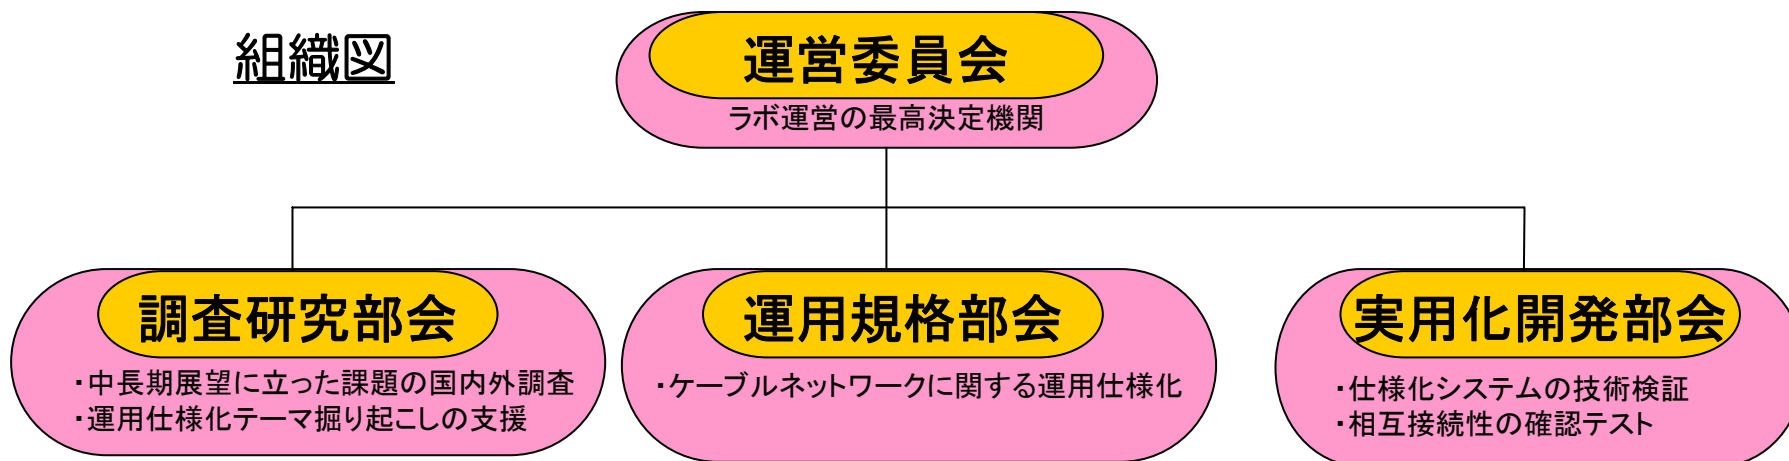 組織図
運営委員会
ラボ運営の最高決定機関
調査研究部会
・中長期展望に立った課題の国内外調査
・運用仕様化テーマ掘り起こしの支援
運用規格部会
・ケーブルネットワークに関する運用仕様化
実用化開発部会
・仕様化システムの技術検証
・相互接続性の確認テスト